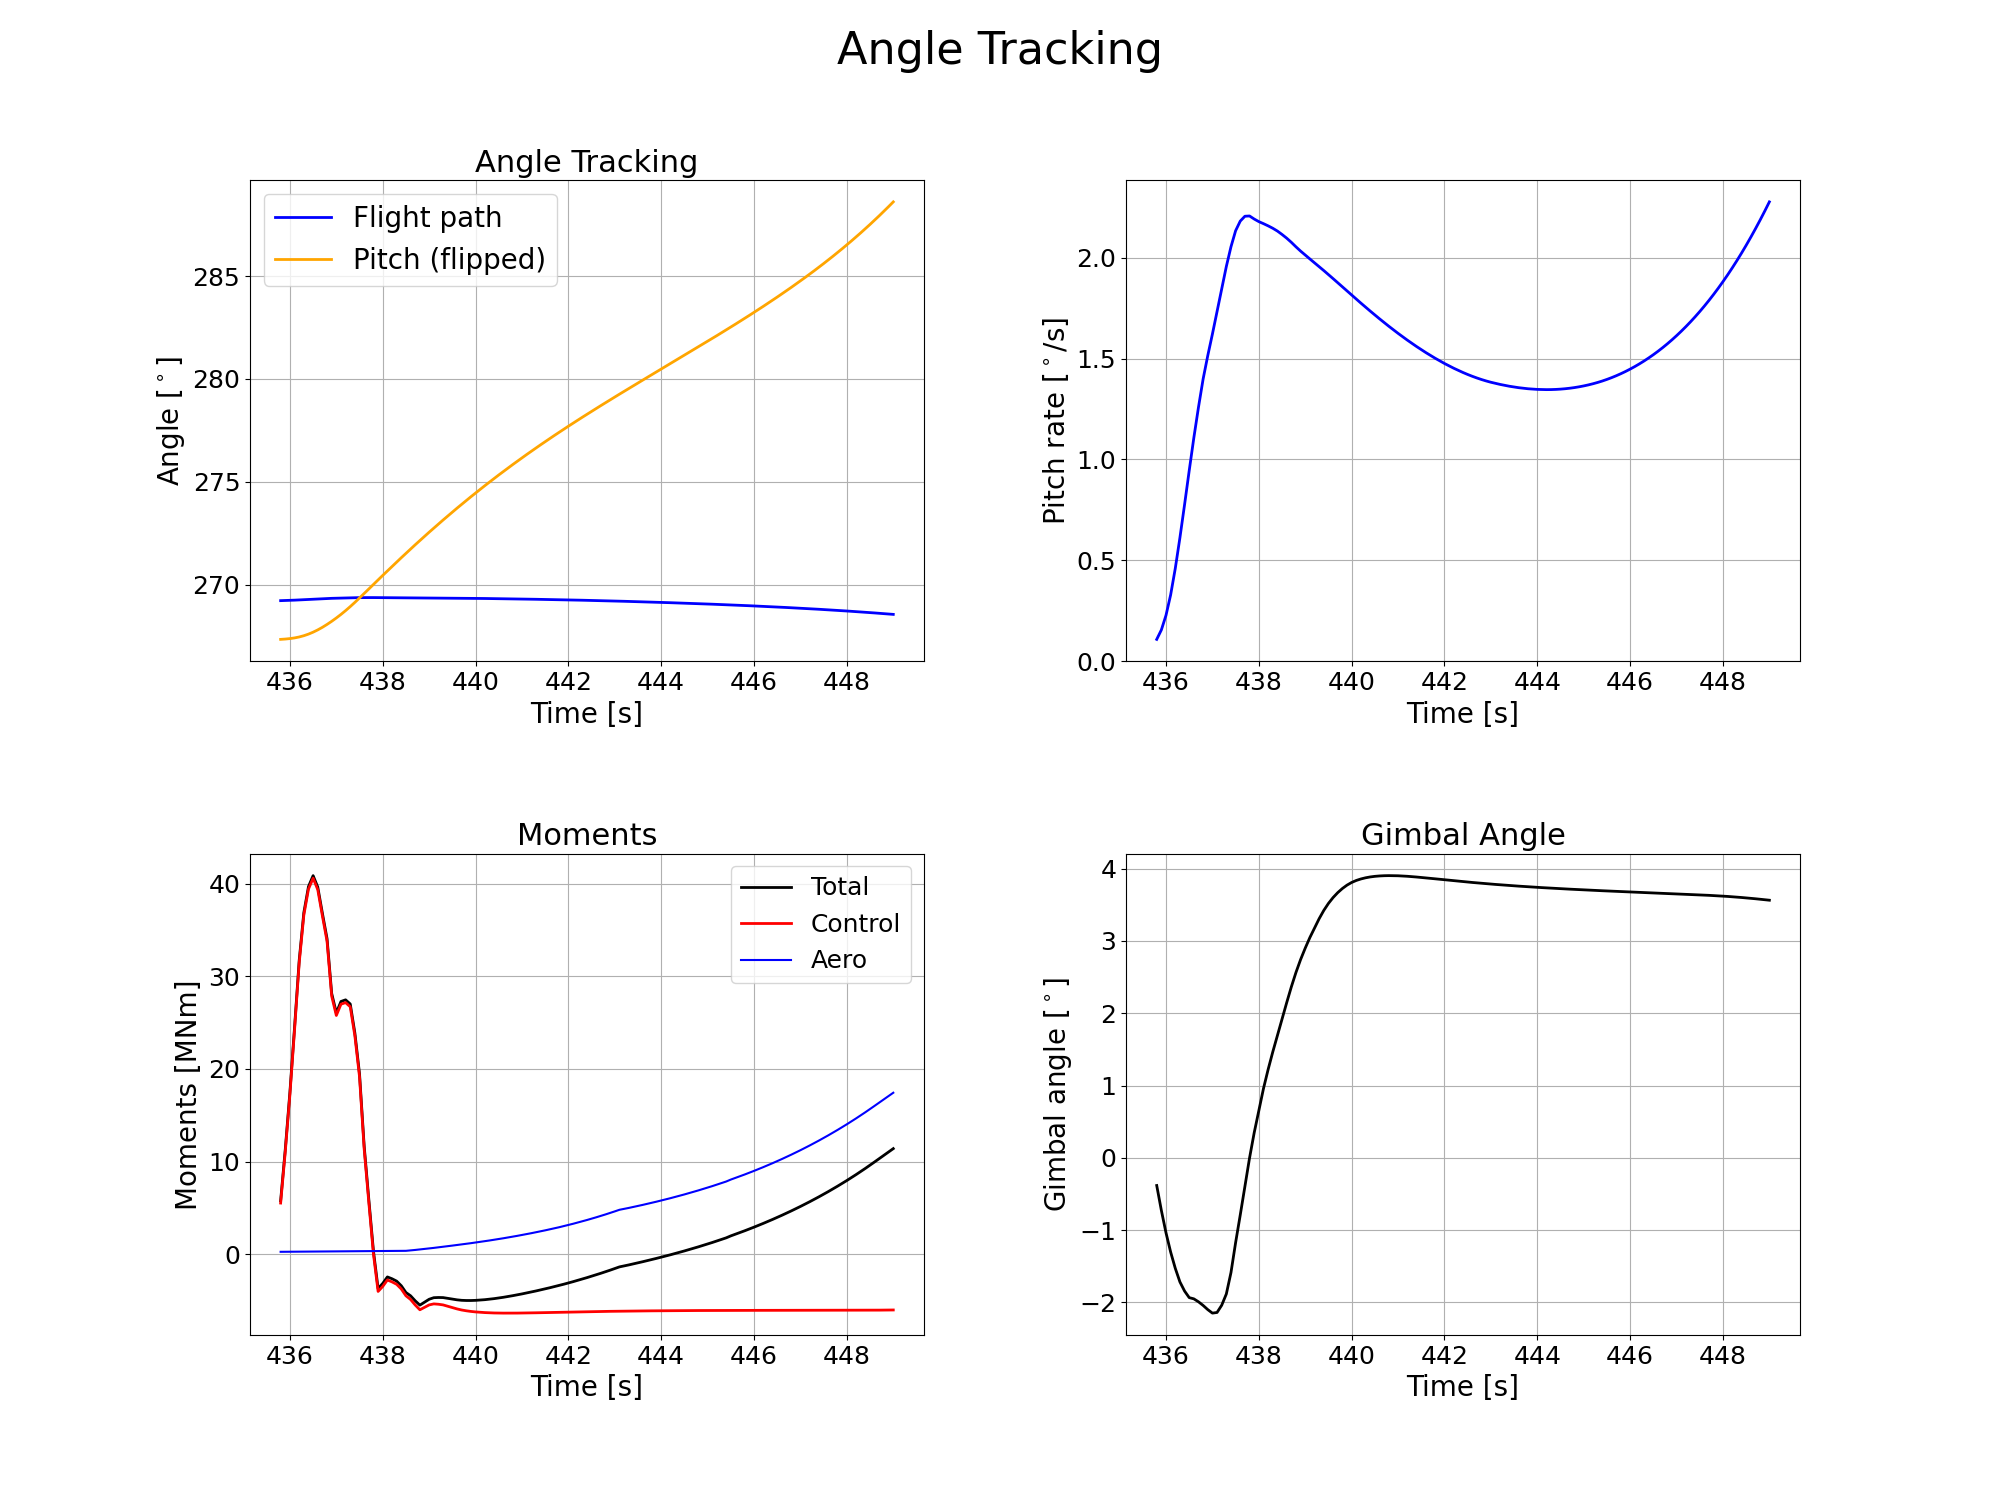 Angle Tracking
Angle Tracking
Flight path
Pitch (flipped)
285
280
275
270
Angle [°]
436 438 440 442 444 446 448
Time [s]
2.0
1.5
1.0
0.5
0.0
Pitch rate [°/s]
436 438 440 442 444 446 448
Time [s]
Moments
Total
Control
Aero
40
30
20
10
0
Moments [MNm]
436 438 440 442 444 446 448
Time [s]
Gimbal Angle
4
3
2
1
0
−1
−2
Gimbal angle [°]
436 438 440 442 444 446 448
Time [s]